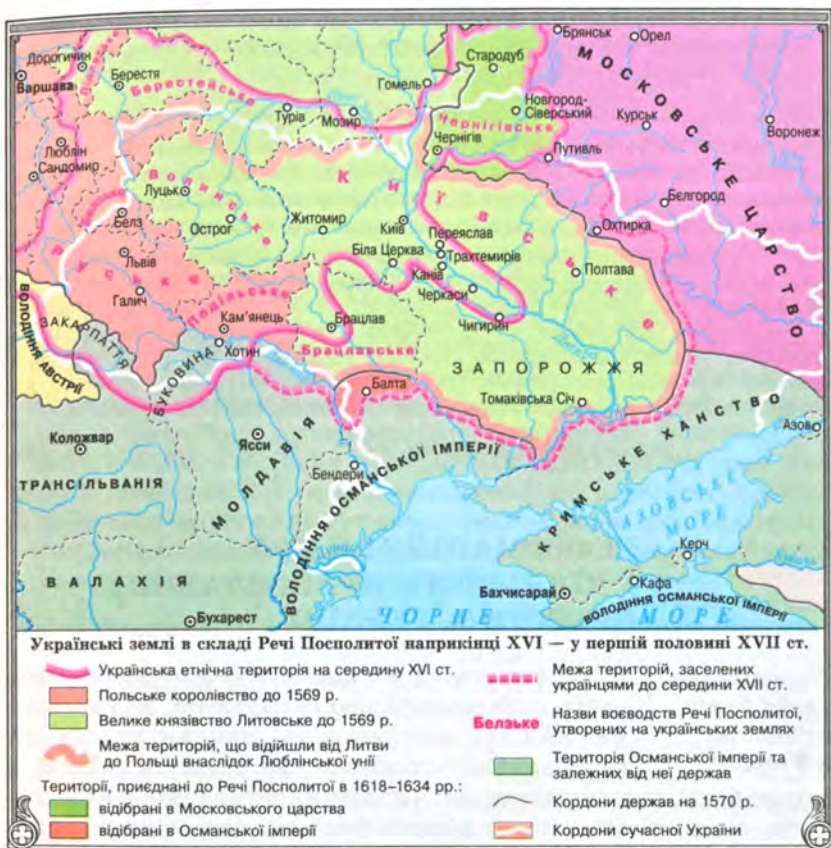 Брянськ
Орел
Дорогичин
Стародуб
МОСКОВСЬКЕ ЦАРСТВО
Варшава
Берестя
Берестейське
Гомель
Новгород-
Сіверський
Турів
Мозир
Чернігівське
Курськ
Воронеж
Чернігів
Люблін
Сандомир
Путивль
Волинське
Київське
Луцьк
Бєлгород
Белз
Острог
Житомир
Київ
Переяслав
Охтирка
Львів
Біла Церква
Трахтемирів
Руське
Канів
Полтава
Галич
Подільське
Черкаси
ВОЛОДІННЯ АВСТРІЇ
ЗАКАРПАТТЯ
Кам'янець
Брацлав
Чигирин
Дніпро
БУКОВИНА
Хотин
Брацлавське
ЗАПОРОЖЖЯ
Балта
Томаківська Січ
Коложвар
Ясси
Азов
ТРАНСІЛЬВАНІЯ
МОЛДАВІЯ
Бендери
ВОЛОДІННЯ ОСМАНСЬКОЇ ІМПЕРІЇ
КРИМСЬКЕ ХАНСТВО
АЗОВСЬКЕ
МОРЕ
Дунай
Керч
ВАЛАХІЯ
Бахчисарай
Кафа
Бухарест
ЧОРНЕ МОРЕ
ВОЛОДІННЯ ОСМАНСЬКОЇ ІМПЕРІЇ
Українські землі в складі Речі Посполитої наприкінці XVI — у першій половині XVII ст.
Українська етнічна територія на середину XVI ст.
Польське королівство до 1569 р.
Велике князівство Литовське до 1569 р.
Межа територій, що відійшли від Литви
до Польщі внаслідок Люблінської унії
Території, приєднані до Речі Посполитої в 1618–1634 рр.:
відібрані в Московського царства
відібрані в Османської імперії
Межа територій, заселених
українцями до середини XVII ст.
Белзьке
Назви воєводств Речі Посполитої,
утворених на українських землях
Територія Османської імперії та
залежних від неї держав
Кордони держав на 1570 р.
Кордони сучасної України